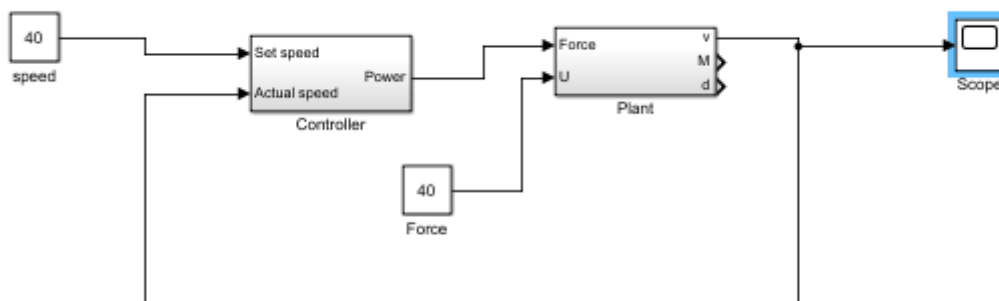 40
speed
Set speed
Actual speed
Power
Controller
Force
U
v
M
d
Plant
40
Force
Scope